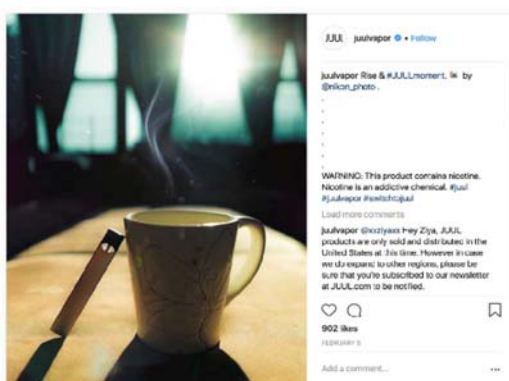 JUUL juulvapor • Follow
juulvapor Rise & #JUULmoment. by
@nikon_photo .
.
.
.
.
.
WARNING: This product contains nicotine.
Nicotine is an addictive chemical. #juul
#juulvapor #switchtojuul
Load more comments
juulvapor @xxziyaxx Hey Ziya, JUUL
products are only sold and distributed in the
United States at this time. However in case
we do expand to other regions, please be
sure that you're subscribed to our newsletter
at JUUL.com to be notified.
902 likes
FEBRUARY 5
Add a comment...